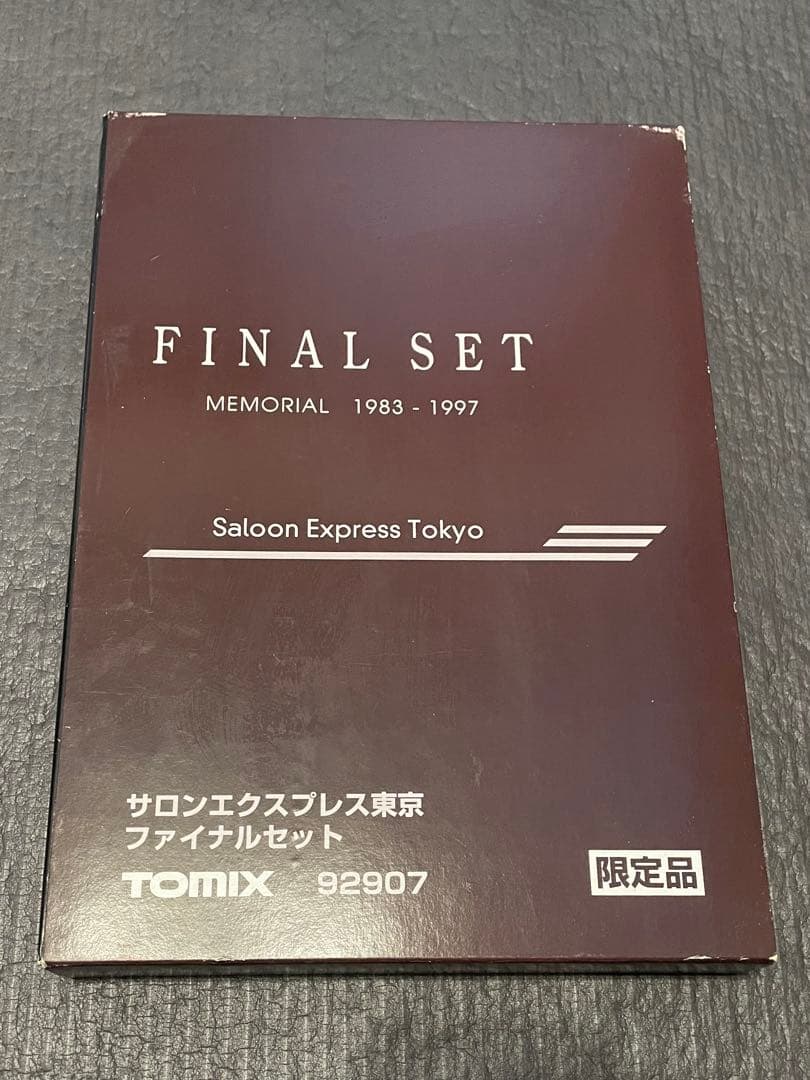 FINAL SET
MEMORIAL 1983 - 1997
Saloon Express Tokyo
サロンエクスプレス東京
ファイナルセット
TOMIX 92907
限定品